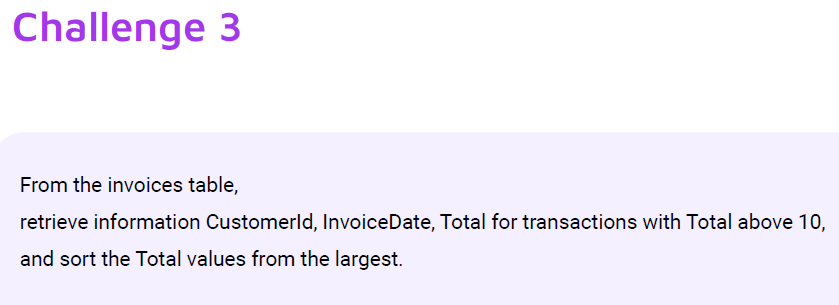 Challenge 3
From the invoices table,
retrieve information CustomerId, InvoiceDate, Total for transactions with Total above 10,
and sort the Total values from the largest.